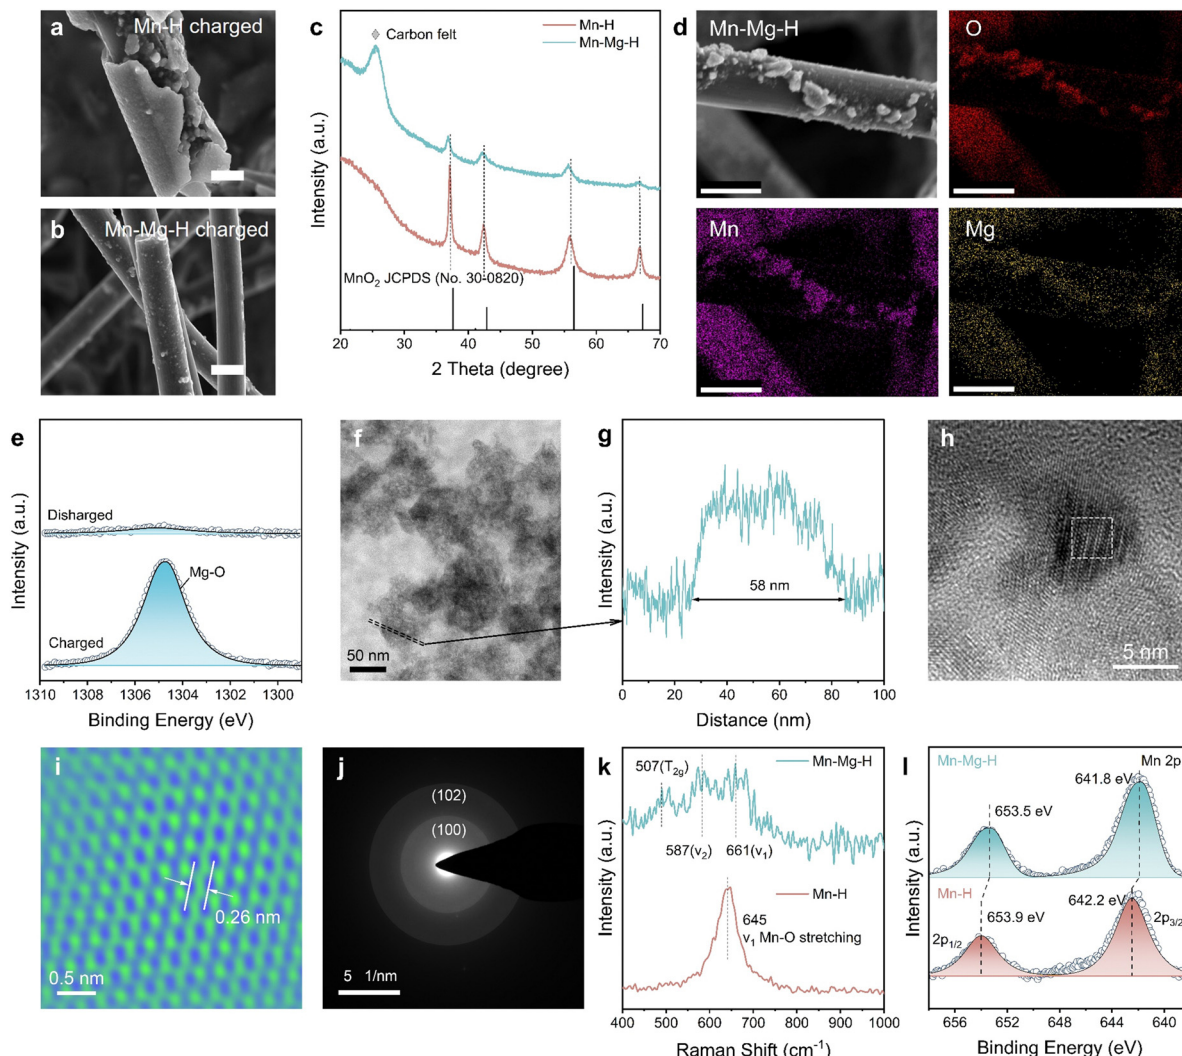 a
Mn-H charged
b
Mn-Mg-H charged
c
Mn-H
Mn-Mg-H
Carbon felt
Intensity (a.u.)
MnO₂ JCPDS (No. 30-0820)
20 30 40 50 60 70
2 Theta (degree)
d
Mn-Mg-H
O
Mn
Mg
e
Intensity (a.u.)
Disharged
Mg-O
Charged
1310 1308 1306 1304 1302 1300
Binding Energy (eV)
f
50 nm
g
Intensity (a.u.)
58 nm
0 20 40 60 80 100
Distance (nm)
h
5 nm
i
0.26 nm
0.5 nm
j
(102)
(100)
5 1/nm
k
Intensity (a.u.)
507(T₂g)
Mn-Mg-H
587(ν₂)
661(ν₁)
Mn-H
645
ν₁ Mn-O stretching
400 500 600 700 800 900 1000
Raman Shift (cm⁻¹)
l
Intensity (a.u.)
Mn-Mg-H
Mn 2p
641.8 eV
653.5 eV
Mn-H
642.2 eV
653.9 eV
2p₁/₂
2p₃/₂
656 652 648 644 640
Binding Energy (eV)